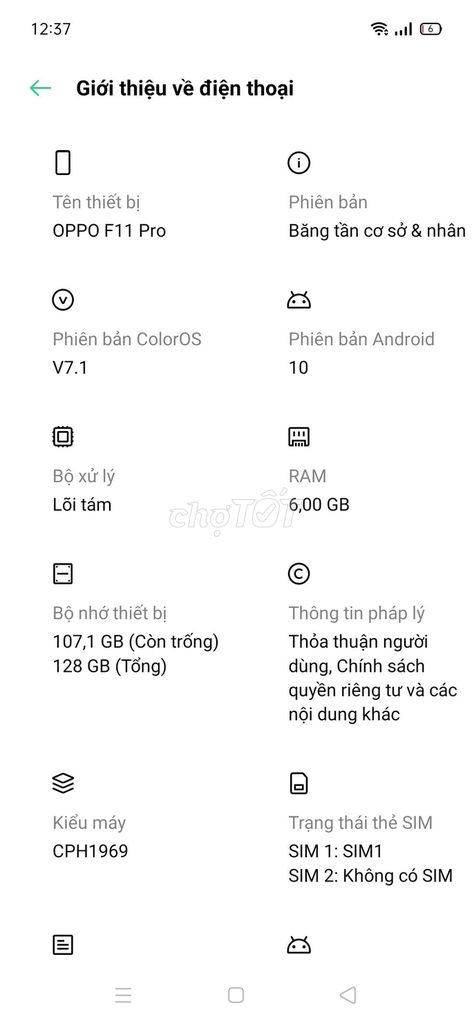 12:37
6
Giới thiệu về điện thoại
Tên thiết bị
OPPO F11 Pro
Phiên bản
Băng tần cơ sở & nhân
Phiên bản ColorOS
V7.1
Phiên bản Android
10
Bộ xử lý
Lõi tám
RAM
6,00 GB
chợTỐT
Bộ nhớ thiết bị
107,1 GB (Còn trống)
128 GB (Tổng)
Thông tin pháp lý
Thỏa thuận người
dùng, Chính sách
quyền riêng tư và các
nội dung khác
Kiểu máy
CPH1969
Trạng thái thẻ SIM
SIM 1: SIM1
SIM 2: Không có SIM